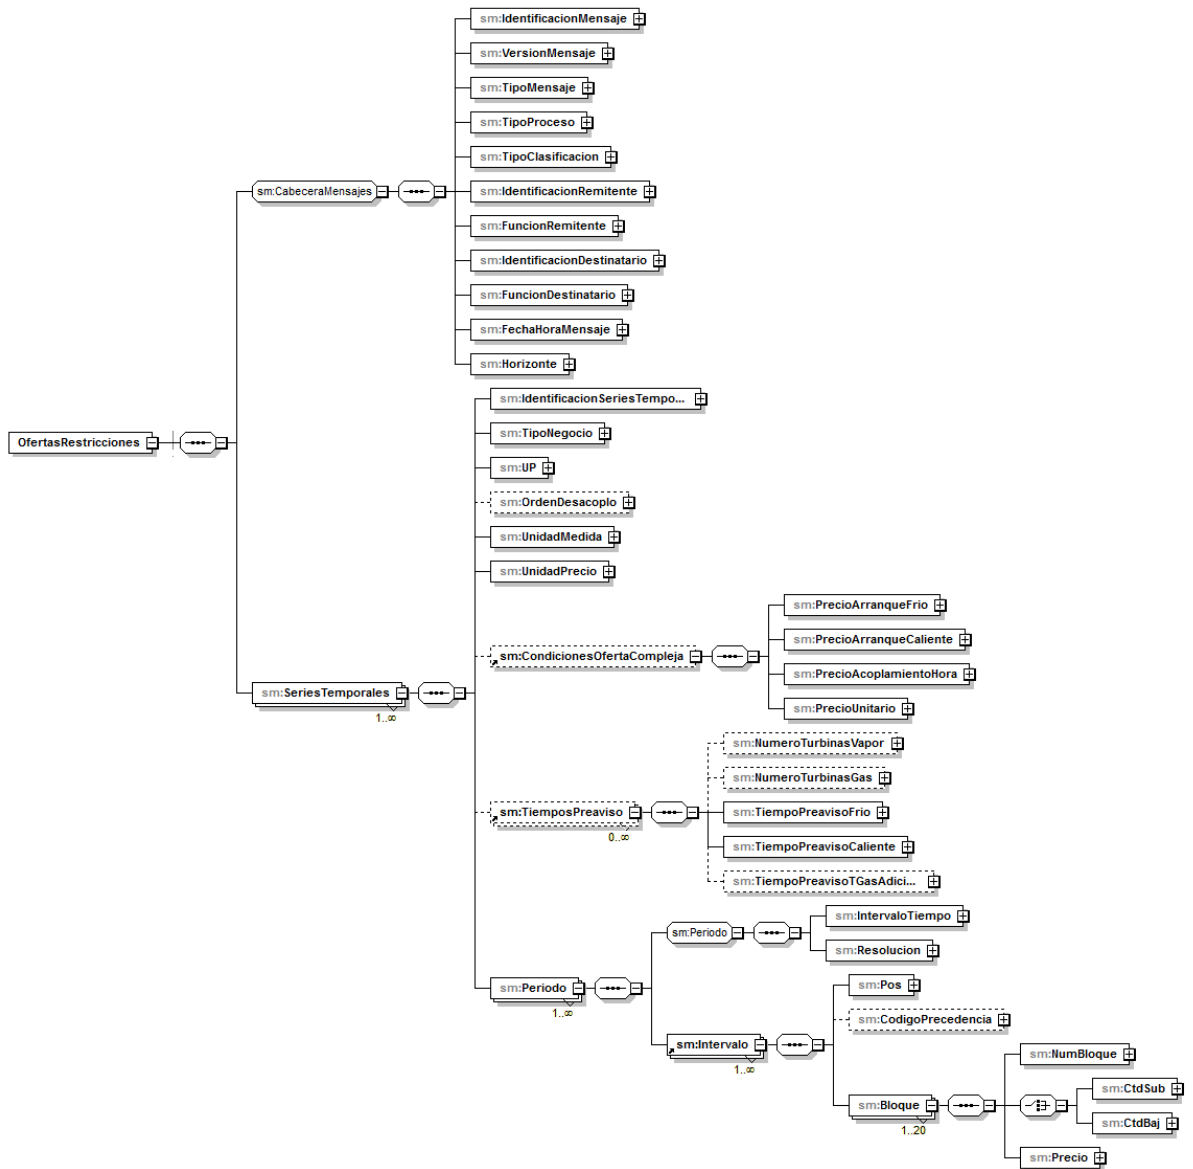 sm:IdentificacionMensaje
sm:VersionMensaje
sm:TipoMensaje
sm:TipoProceso
sm:TipoClasificacion
sm:CabeceraMensajes
sm:IdentificacionRemitente
sm:FuncionRemitente
sm:IdentificacionDestinatario
sm:FuncionDestinatario
sm:FechaHoraMensaje
sm:Horizonte
OfertasRestricciones
sm:IdentificacionSeriesTempo...
sm:TipoNegocio
sm:UP
sm:OrdenDesacoplo
sm:UnidadMedida
sm:UnidadPrecio
sm:CondicionesOfertaCompleja
sm:PrecioArranqueFrio
sm:PrecioArranqueCaliente
sm:PrecioAcoplamientoHora
sm:PrecioUnitario
sm:SeriesTemporales
1..∞
sm:NumeroTurbinasVapor
sm:NumeroTurbinasGas
sm:TiemposPreaviso
0..∞
sm:TiempoPreavisoFrio
sm:TiempoPreavisoCaliente
sm:TiempoPreavisoTGasAdici...
sm:Periodo
sm:IntervaloTiempo
sm:Resolucion
sm:Periodo
1..∞
sm:Pos
sm:CodigoPrecedencia
sm:Intervalo
1..∞
sm:NumBloque
sm:CtdSub
sm:Bloque
1..20
sm:CtdBaj
sm:Precio